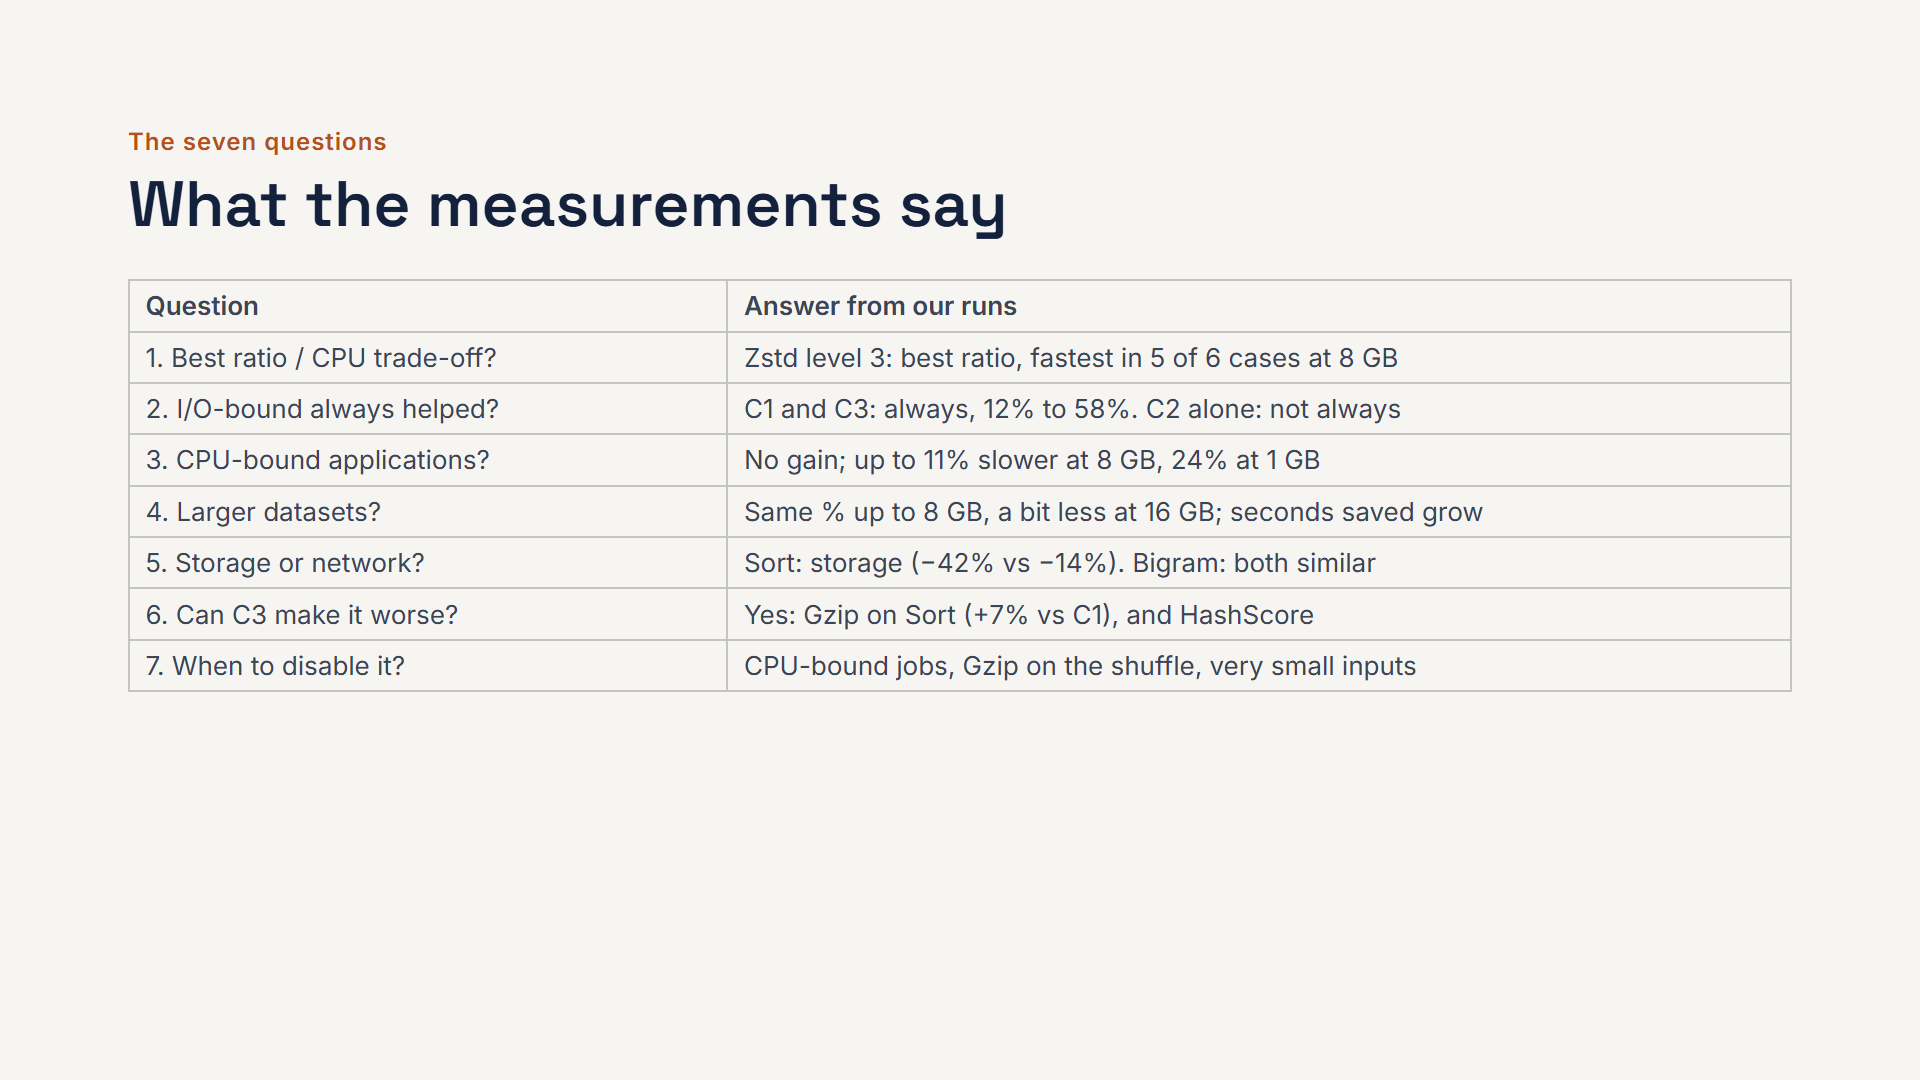 The seven questions
What the measurements say
Question | Answer from our runs
1. Best ratio / CPU trade-off? | Zstd level 3: best ratio, fastest in 5 of 6 cases at 8 GB
2. I/O-bound always helped? | C1 and C3: always, 12% to 58%. C2 alone: not always
3. CPU-bound applications? | No gain; up to 11% slower at 8 GB, 24% at 1 GB
4. Larger datasets? | Same % up to 8 GB, a bit less at 16 GB; seconds saved grow
5. Storage or network? | Sort: storage (−42% vs −14%). Bigram: both similar
6. Can C3 make it worse? | Yes: Gzip on Sort (+7% vs C1), and HashScore
7. When to disable it? | CPU-bound jobs, Gzip on the shuffle, very small inputs